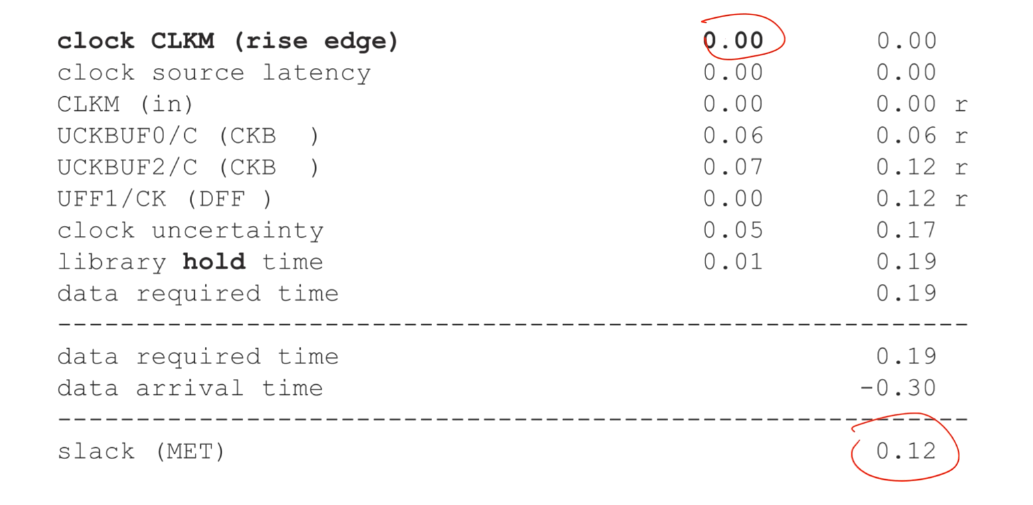 clock CLKM (rise edge) 0.00 0.00
clock source latency 0.00 0.00
CLKM (in) 0.00 0.00 r
UCKBUF0/C (CKB  ) 0.06 0.06 r
UCKBUF2/C (CKB  ) 0.07 0.12 r
UFF1/CK (DFF ) 0.00 0.12 r
clock uncertainty 0.05 0.17
library hold time 0.01 0.19
data required time 0.19
----------------------------------------------------------
data required time 0.19
data arrival time -0.30
----------------------------------------------------------
slack (MET) 0.12